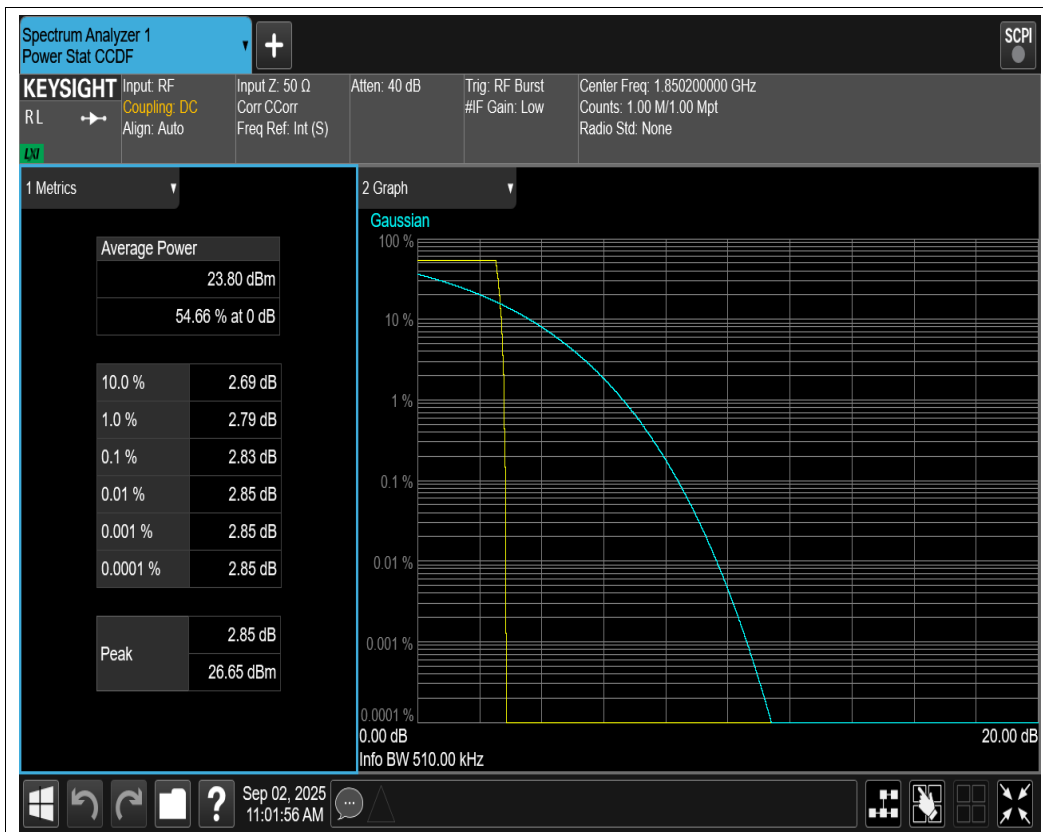 Spectrum Analyzer 1
Power Stat CCDF
SCPI
KEYSIGHT
RL
LXI
Input: RF
Coupling: DC
Align: Auto
Input Z: 50 Ω
Corr CCorr
Freq Ref: Int (S)
Atten: 40 dB
Trig: RF Burst
#IF Gain: Low
Center Freq: 1.850200000 GHz
Counts: 1.00 M/1.00 Mpt
Radio Std: None
1 Metrics
Average Power
23.80 dBm
54.66 % at 0 dB
10.0 % 2.69 dB
1.0 % 2.79 dB
0.1 % 2.83 dB
0.01 % 2.85 dB
0.001 % 2.85 dB
0.0001 % 2.85 dB
Peak
2.85 dB
26.65 dBm
2 Graph
Gaussian
100 %
10 %
1 %
0.1 %
0.01 %
0.001 %
0.0001 %
0.00 dB 20.00 dB
Info BW 510.00 kHz
Sep 02, 2025
11:01:56 AM